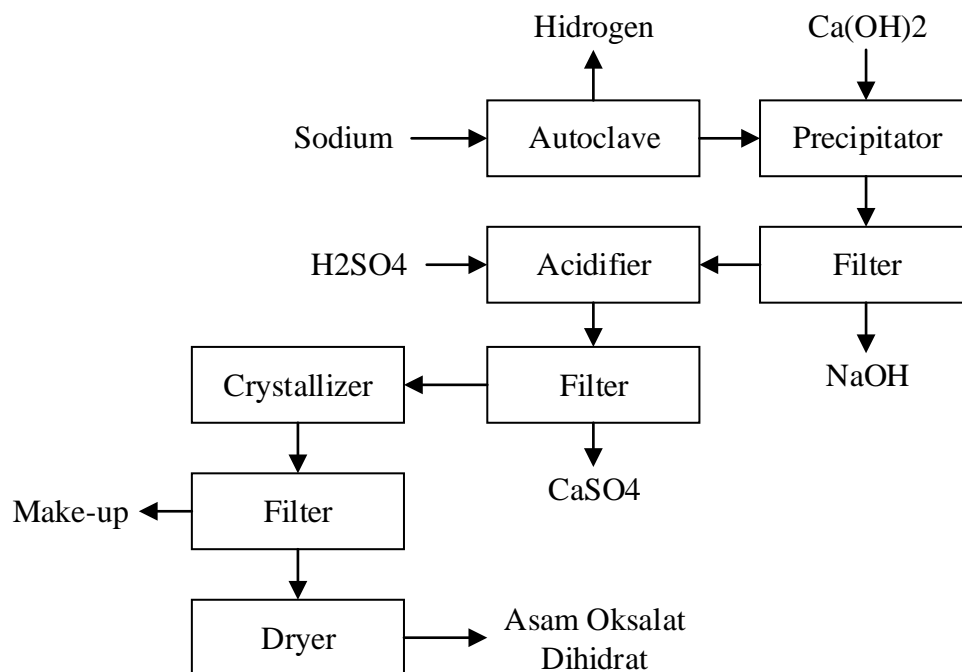 Hidrogen
Ca(OH)2
Sodium
Autoclave
Precipitator
H2SO4
Acidifier
Filter
NaOH
Crystallizer
Filter
CaSO4
Make-up
Filter
Dryer
Asam Oksalat
Dihidrat